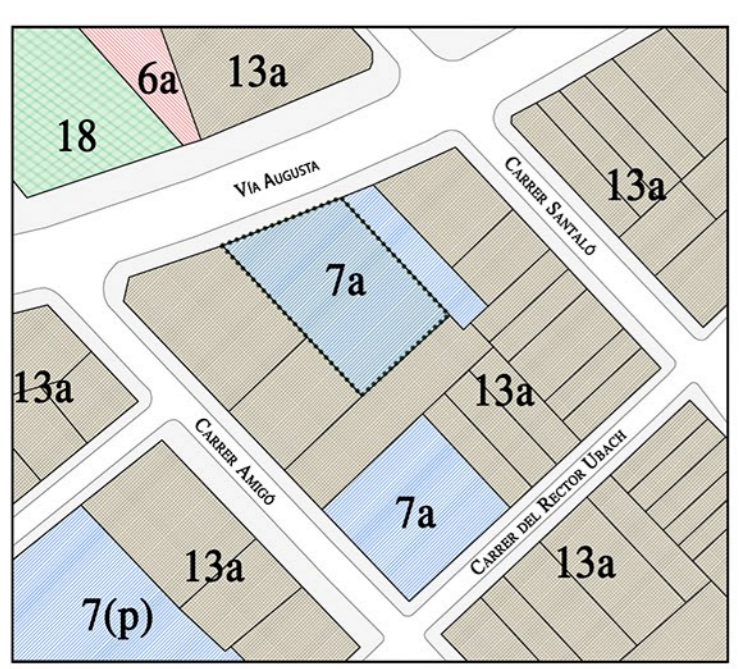 6a
13a
18
VÍA AUGUSTA
CARRER SANTALÓ
13a
7a
13a
13a
CARRER AMIGÓ
7a
CARRER DEL RECTOR UBACH
13a
13a
7(p)